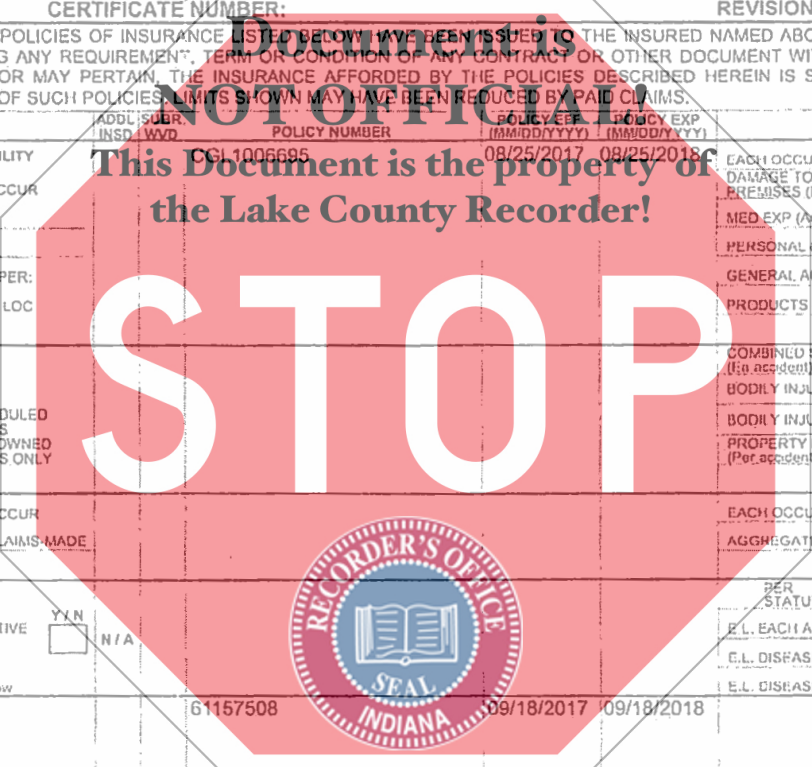 CERTIFICATE NUMBER:
REVISION
Document is
POLICIES OF INSURANCE LISTED BELOW HAVE BEEN ISSUED TO THE INSURED NAMED ABO
G ANY REQUIREMENT, TERM OR CONDITION OF ANY CONTRACT OR OTHER DOCUMENT WI
OR MAY PERTAIN, THE INSURANCE AFFORDED BY THE POLICIES DESCRIBED HEREIN IS S
NOT OFFICIAL!
OF SUCH POLICIES. LIMITS SHOWN MAY HAVE BEEN REDUCED BY PAID CLAIMS.
ADDL SUBR
INSD WVD
POLICY NUMBER
POLICY EFF
(MM/DD/YYYY)
POLICY EXP
(MM/DD/YYYY)
ILITY
CGL1006695
08/25/2017
08/25/2018
EACH OCCU
This Document is the property of
DAMAGE TO
CCUR
PREMISES (
the Lake County Recorder!
MED EXP (A
PERSONAL
PER:
GENERAL A
LOC
PRODUCTS
STOP
COMBINED S
(Ea accident)
BODILY INJU
DULED
S
BODILY INJU
OWNED
S ONLY
PROPERTY
(Per accident
CCUR
EACH OCCU
AIMS-MADE
AGGREGAT
RECORDER'S OFFICE
SEAL
INDIANA
PER
STATU
Y / N
TIVE
N / A
E.L. EACH A
E.L. DISEAS
ow
E.L. DISEAS
61157508
09/18/2017
09/18/2018